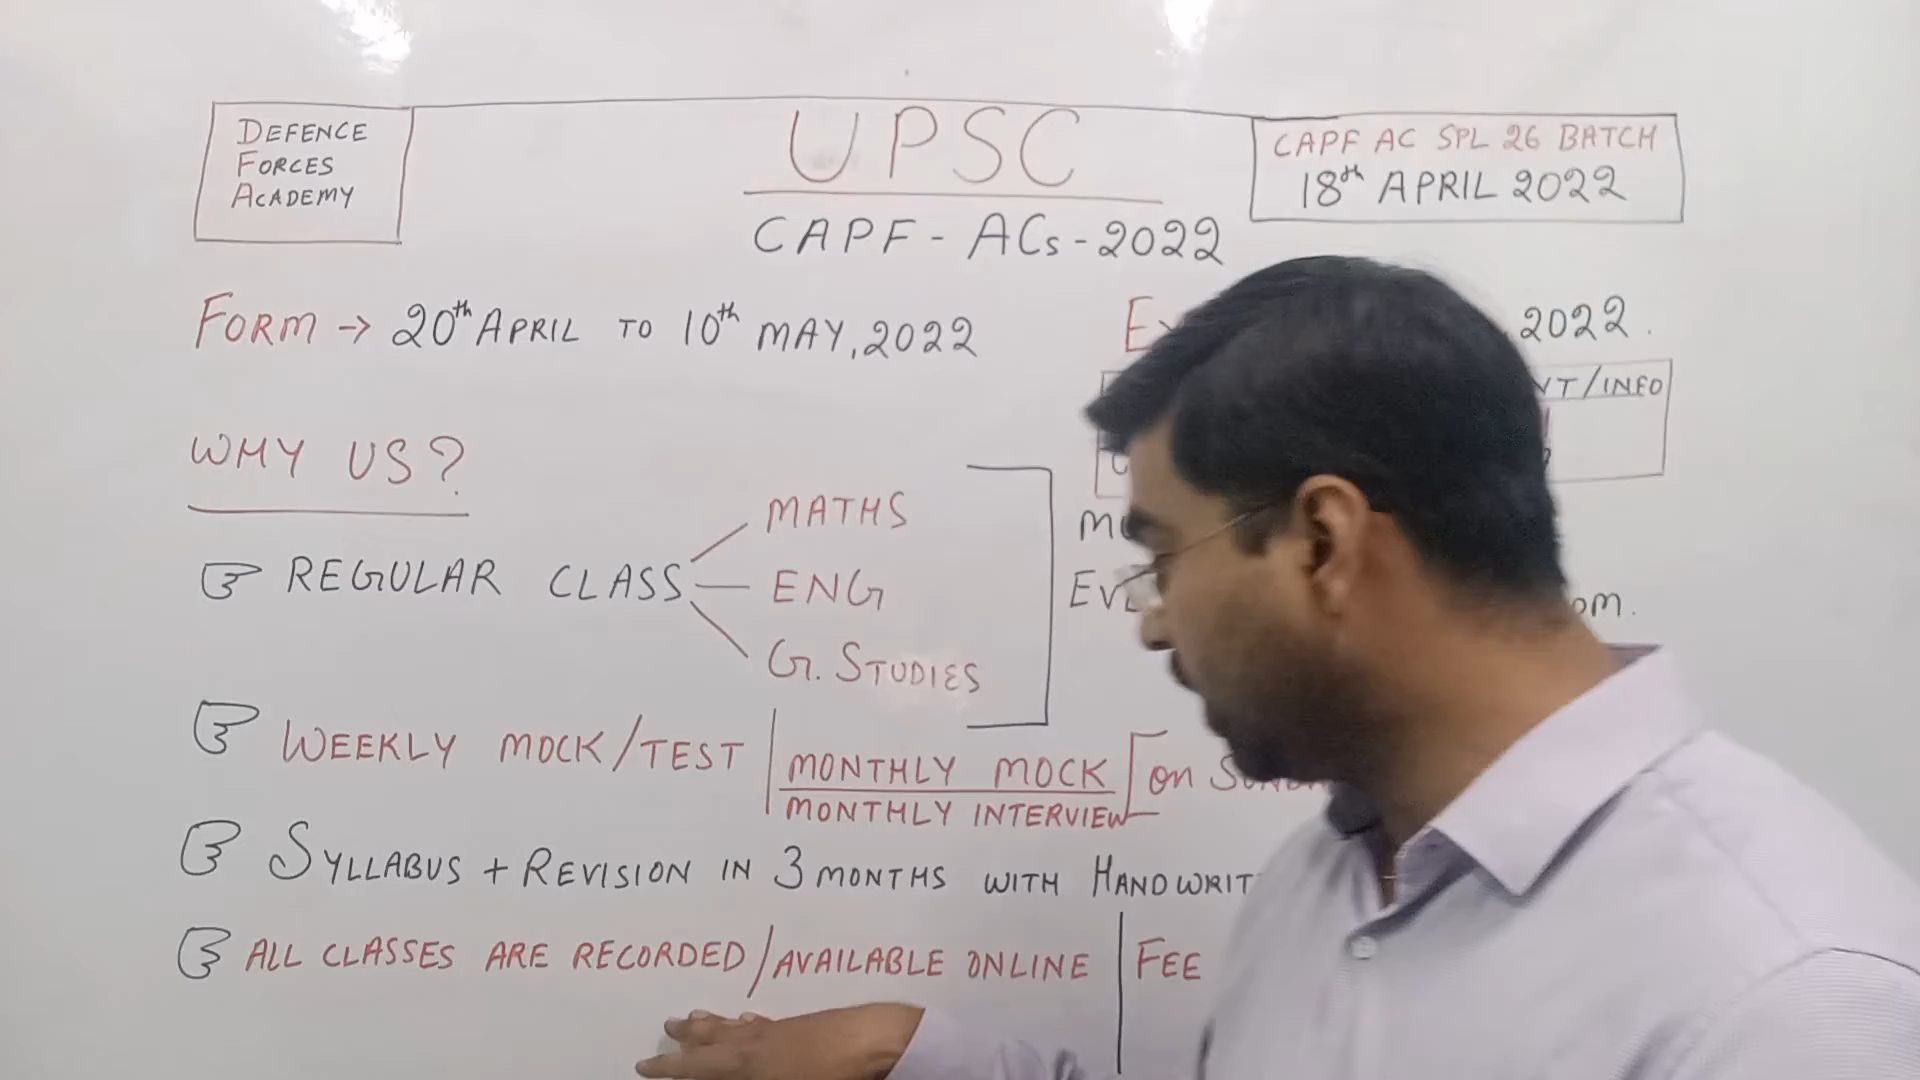 DEFENCE
FORCES
ACADEMY
UPSC
CAPF - ACs - 2022
CAPF AC SPL 26 BATCH
18th APRIL 2022
FORM → 20th APRIL TO 10th MAY, 2022
2022.
/INFO
WHY US?
REGULAR CLASS
MATHS
ENG
G. STUDIES
WEEKLY MOCK/TEST
MONTHLY MOCK
MONTHLY INTERVIEW
on
SYLLABUS + REVISION IN 3 MONTHS WITH
ALL CLASSES ARE RECORDED/AVAILABLE ONLINE
FEE